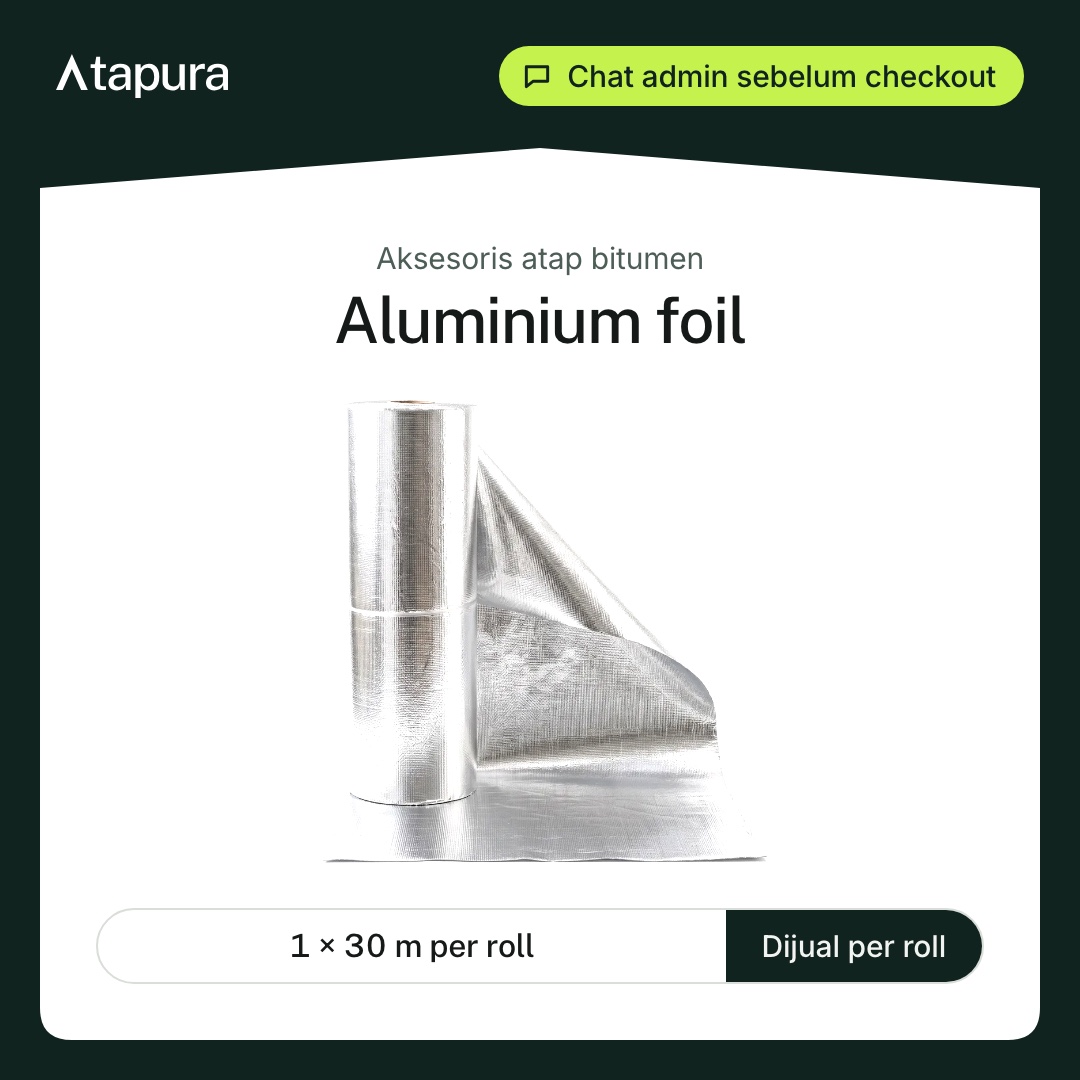 Atapura
Chat admin sebelum checkout
Aksesoris atap bitumen
Aluminium foil
1 × 30 m per roll
Dijual per roll